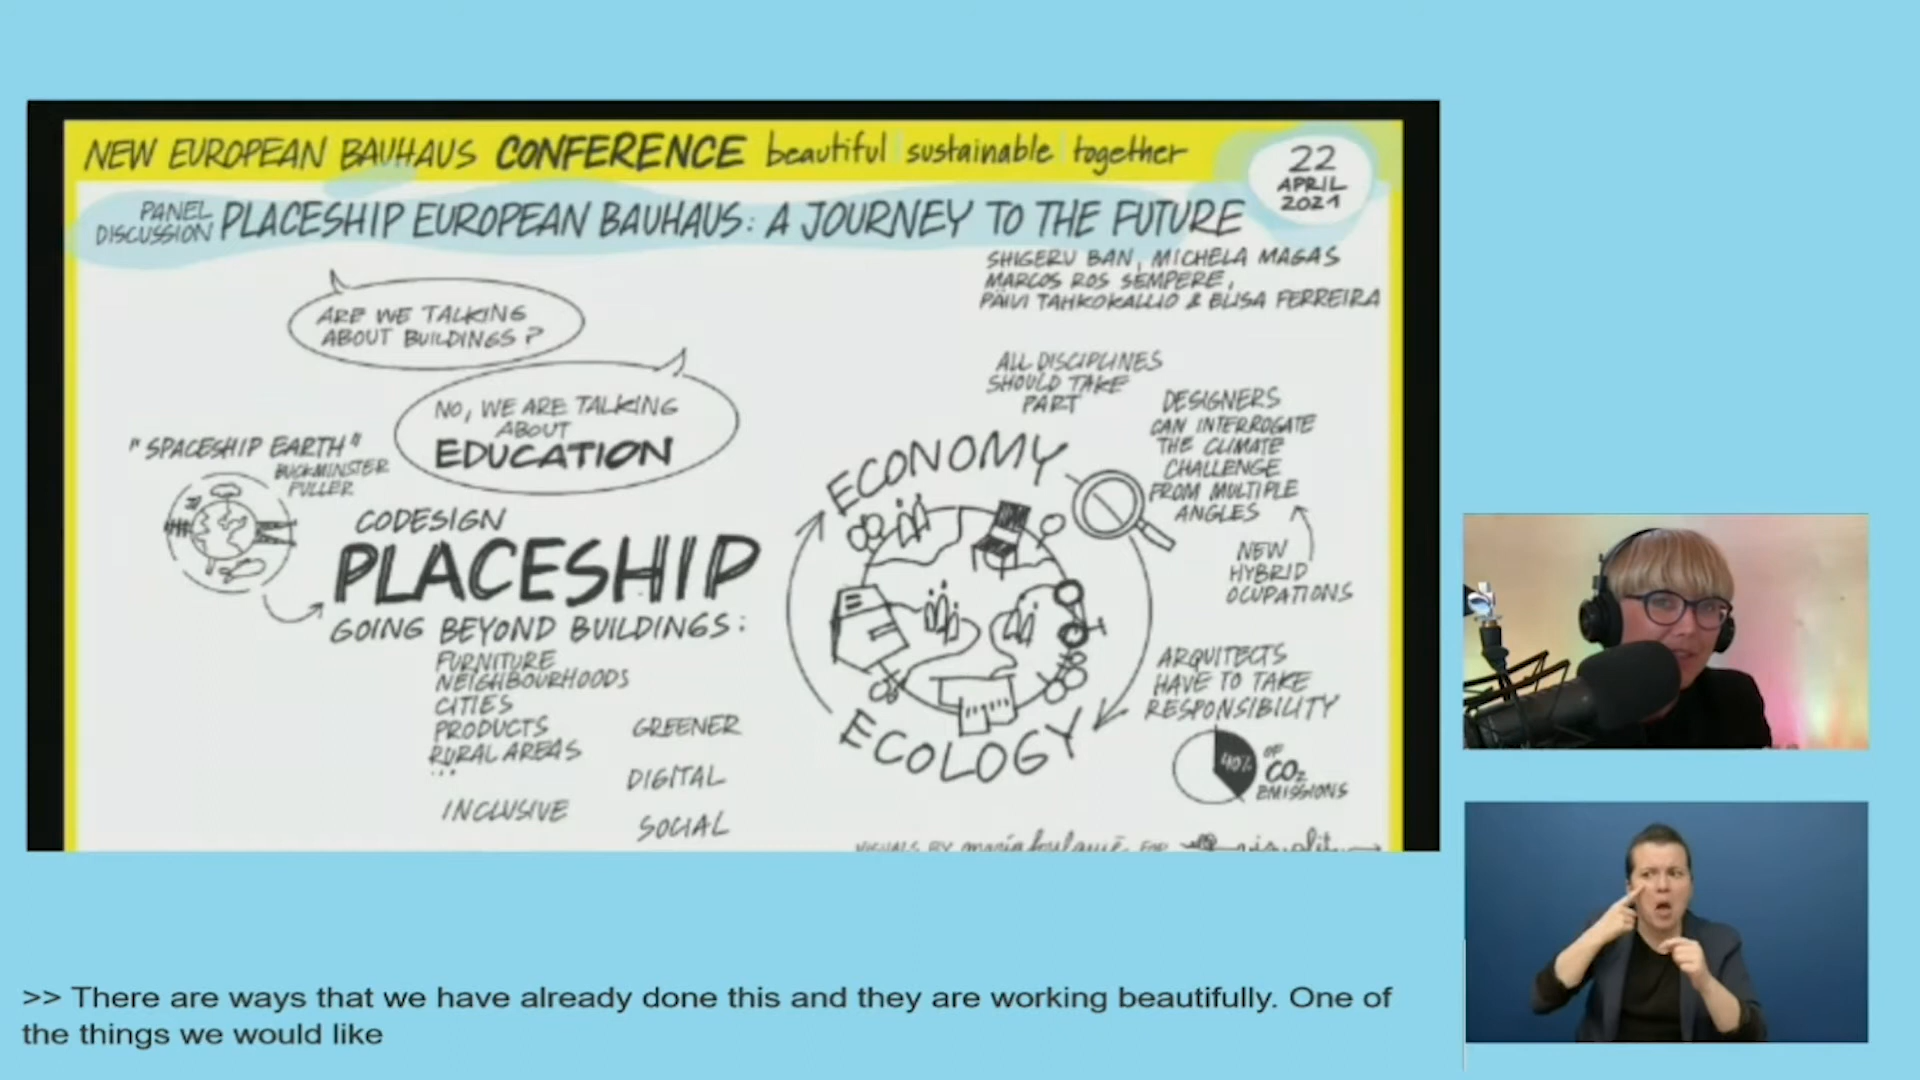 NEW EUROPEAN BAUHAUS CONFERENCE beautiful sustainable together
22
APRIL
2021
PANEL
DISCUSSION
PLACESHIP EUROPEAN BAUHAUS: A JOURNEY TO THE FUTURE
SHIGERU BAN, MICHELA MAGAS
MARCOS ROS SEMPERE,
PÄIVI TAHKOKALLIO & ELISA FERREIRA
ARE WE TALKING
ABOUT BUILDINGS?
NO, WE ARE TALKING
ABOUT
EDUCATION
"SPACESHIP EARTH"
BUCKMINSTER
FULLER
CODESIGN
PLACESHIP
GOING BEYOND BUILDINGS:
FURNITURE
NEIGHBOURHOODS
CITIES
PRODUCTS
RURAL AREAS
...
INCLUSIVE
GREENER
DIGITAL
SOCIAL
ECONOMY
ECOLOGY
ALL DISCIPLINES
SHOULD TAKE
PART
DESIGNERS
CAN INTERROGATE
THE CLIMATE
CHALLENGE
FROM MULTIPLE
ANGLES
NEW
HYBRID
OCUPATIONS
ARQUITECTS
HAVE TO TAKE
RESPONSIBILITY
40%
OF
CO2
EMISSIONS
VISUALS BY
FOR
>> There are ways that we have already done this and they are working beautifully. One of
the things we would like